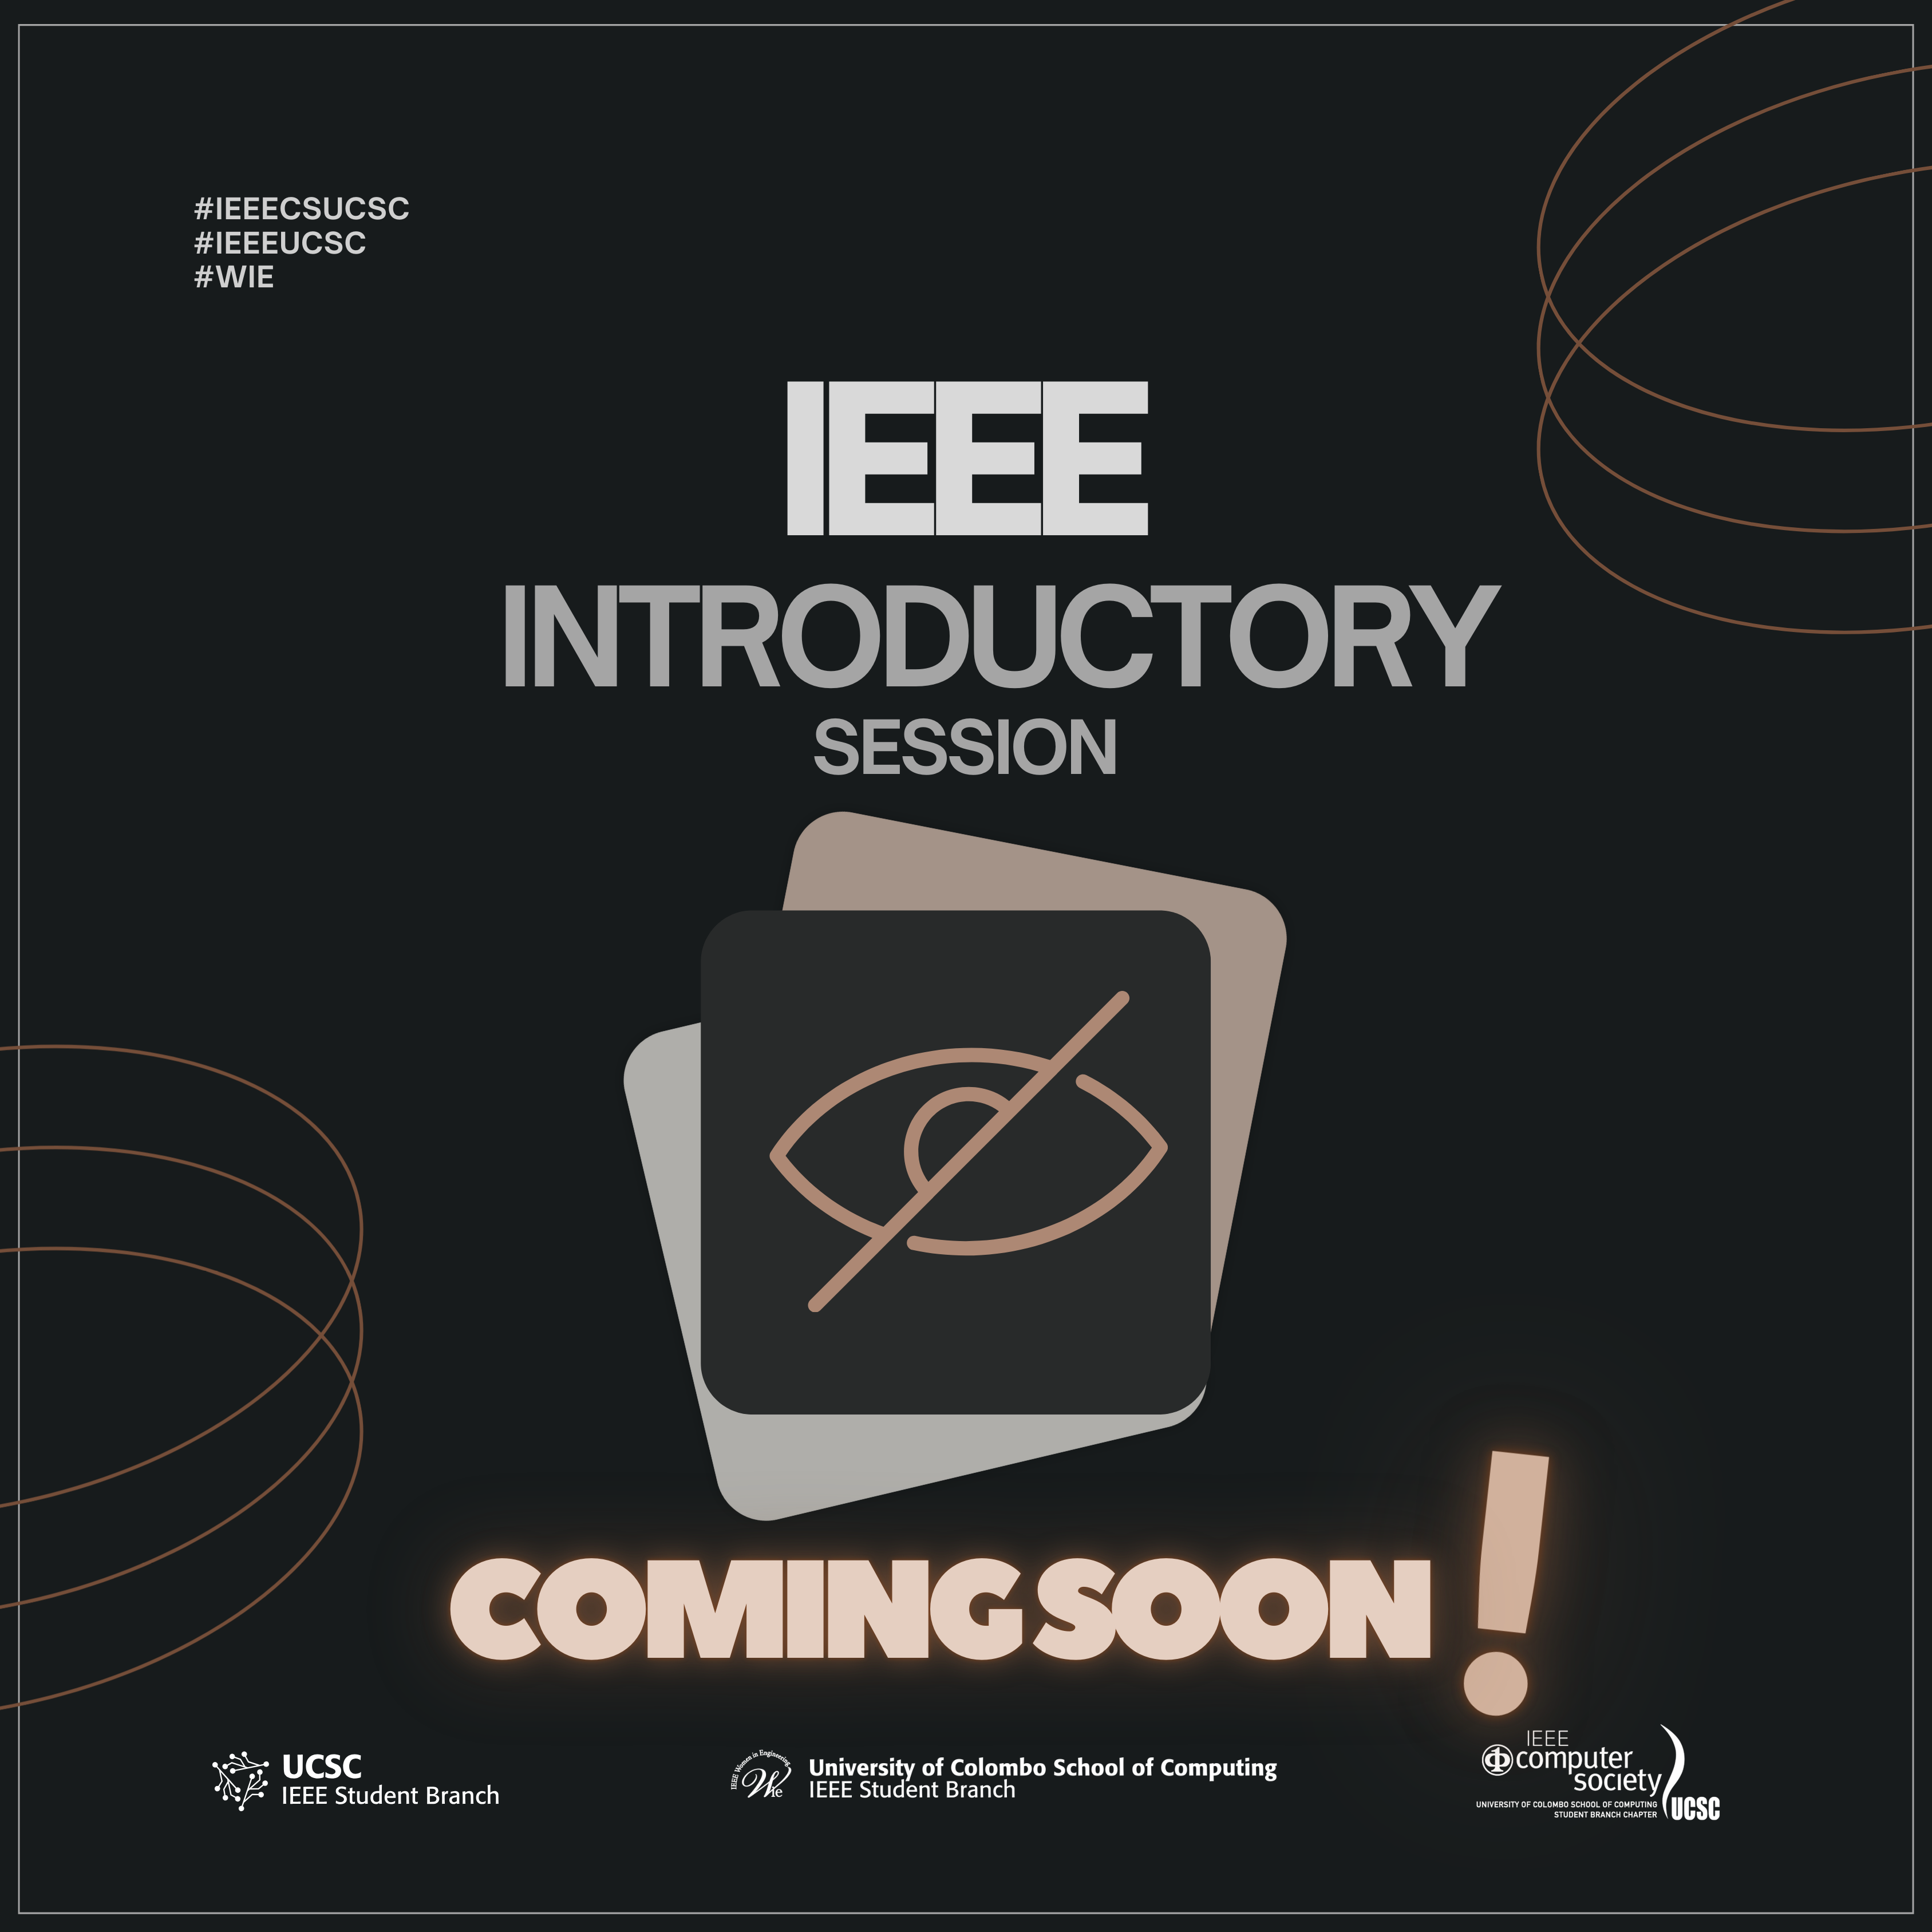 #IEEECSUCSC
#IEEEUCSC
#WIE
IEEE
INTRODUCTORY
SESSION
COMING SOON!
UCSC
IEEE Student Branch
IEEE Women in Engineering
Wie
University of Colombo School of Computing
IEEE Student Branch
IEEE
computer
society
UNIVERSITY OF COLOMBO SCHOOL OF COMPUTING
STUDENT BRANCH CHAPTER
UCSC